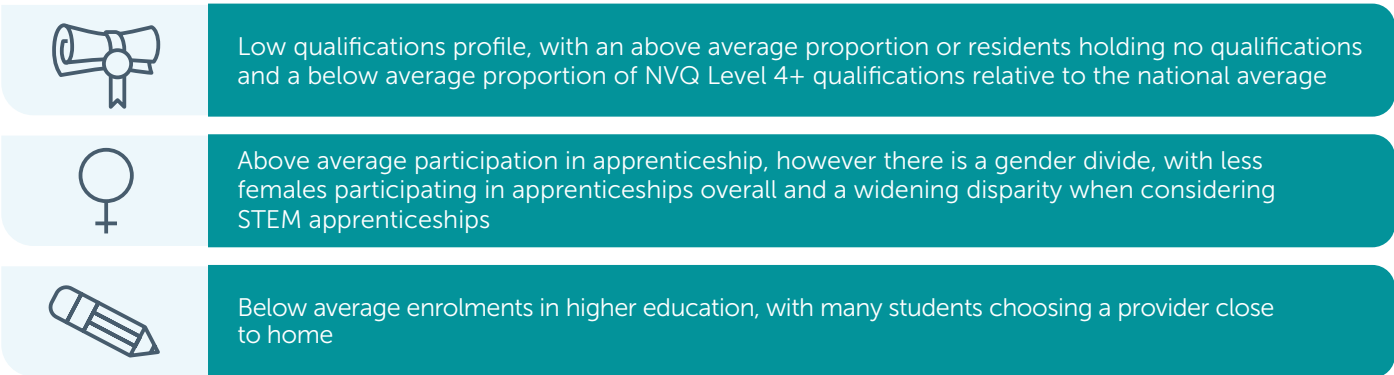 Low qualifications profile, with an above average proportion or residents holding no qualifications
and a below average proportion of NVQ Level 4+ qualifications relative to the national average
Above average participation in apprenticeship, however there is a gender divide, with less
females participating in apprenticeships overall and a widening disparity when considering
STEM apprenticeships
Below average enrolments in higher education, with many students choosing a provider close
to home